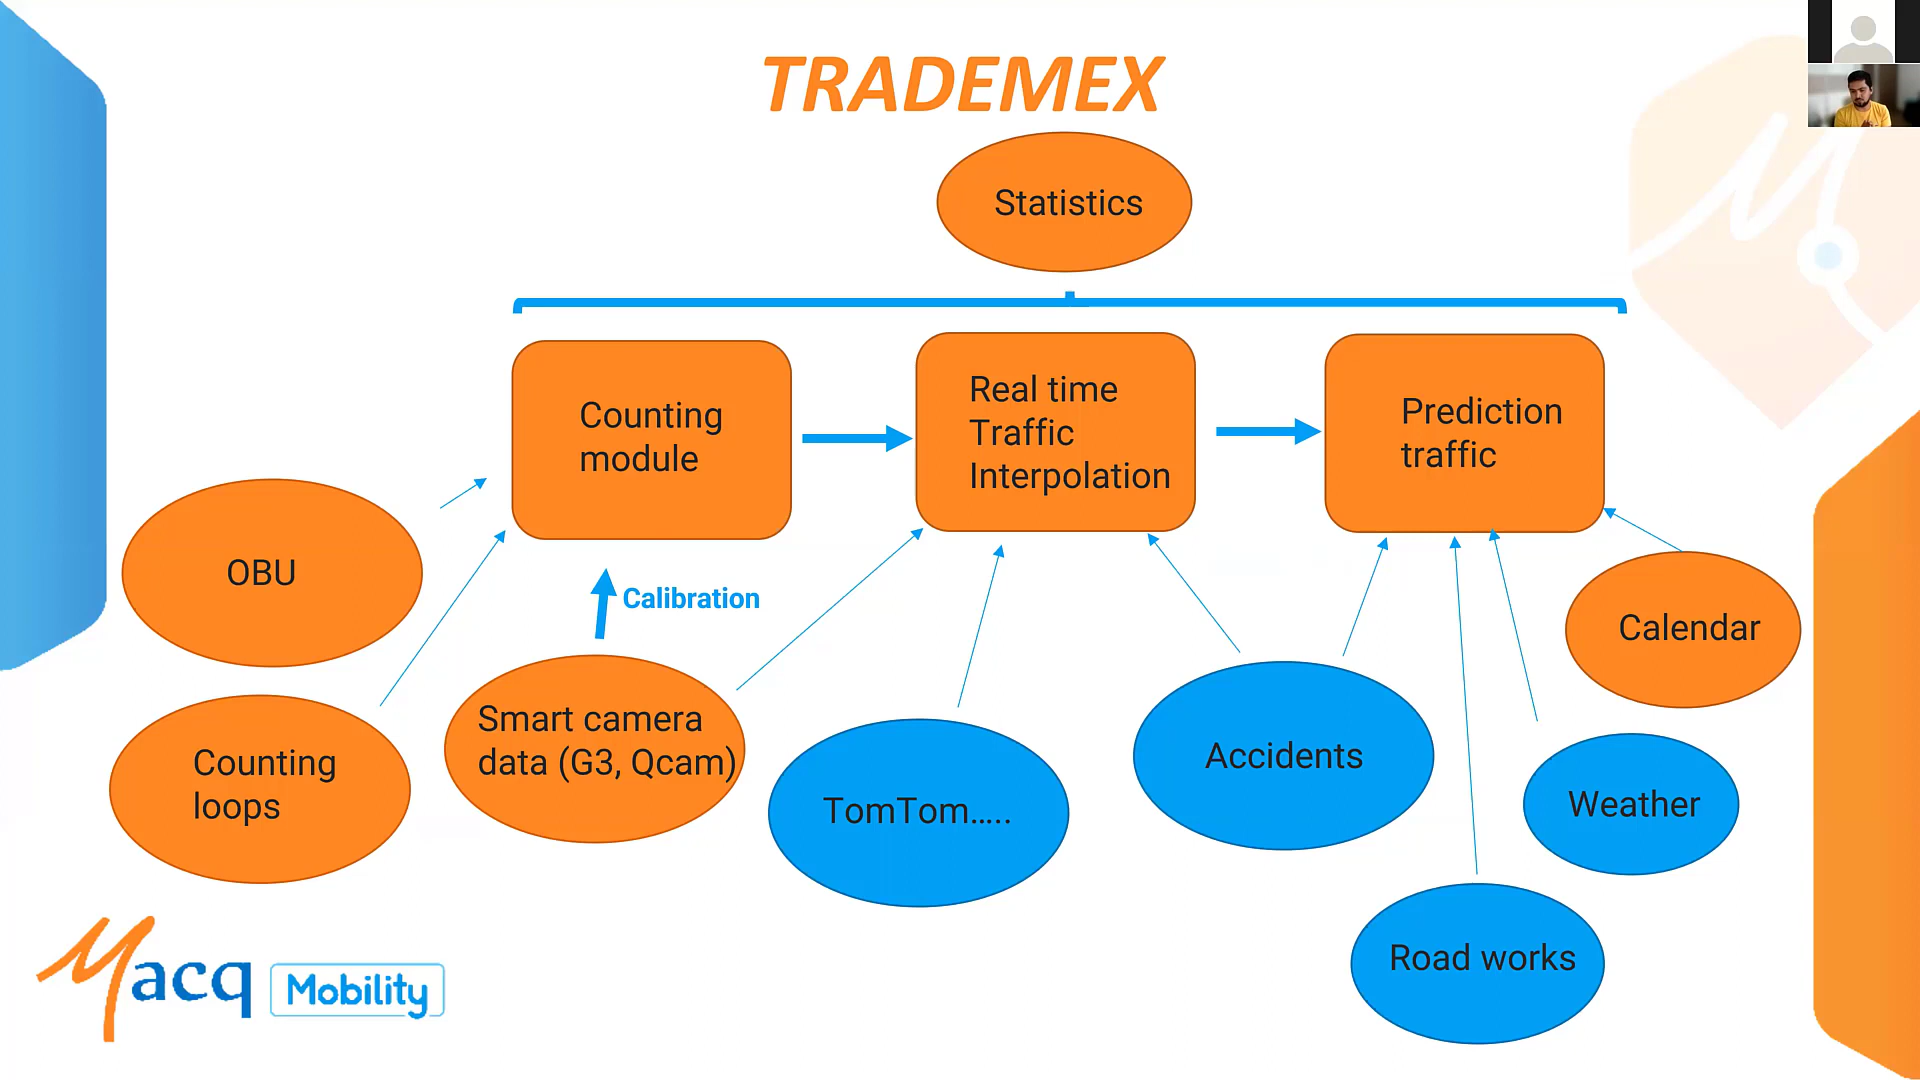 TRADEMEX
Statistics
Counting
module
Real time
Traffic
Interpolation
Prediction
traffic
OBU
Calibration
Calendar
Counting
loops
Smart camera
data (G3, Qcam)
TomTom.....
Accidents
Weather
Road works
Macq Mobility